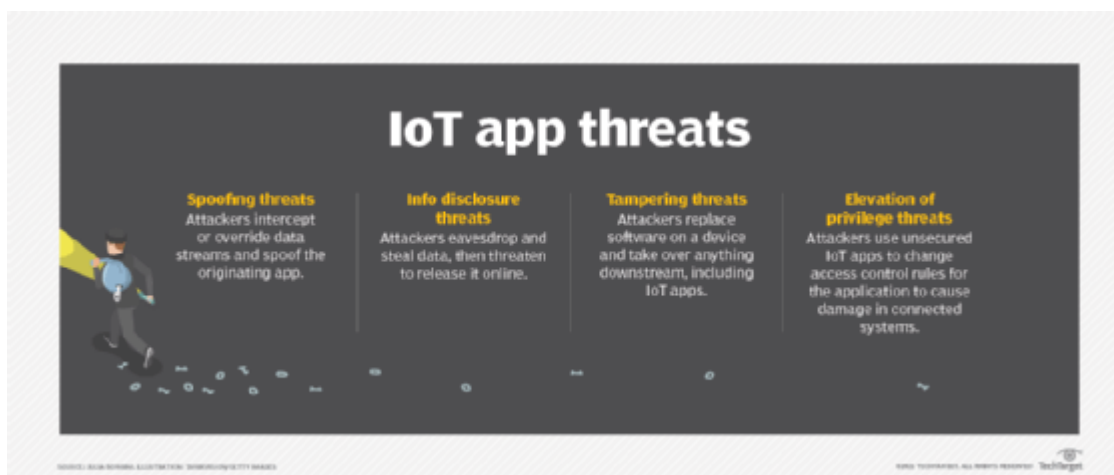 IoT app threats
Spoofing threats
Attackers intercept
or override data
streams and spoof the
originating app.
Info disclosure
threats
Attackers eavesdrop and
steal data, then threaten
to release it online.
Tampering threats
Attackers replace
software on a device
and take over anything
downstream, including
IoT apps.
Elevation of
privilege threats
Attackers use unsecured
IoT apps to change
access control rules for
the application to cause
damage in connected
systems.
TechTarget